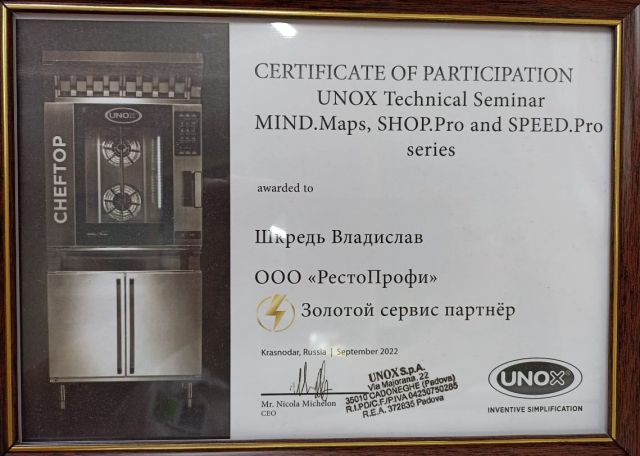 UNOX
CHEFTOP
CERTIFICATE OF PARTICIPATION
UNOX Technical Seminar
MIND.Maps, SHOP.Pro and SPEED.Pro
series
awarded to
Шкредь Владислав
ООО «РестоПрофи»
Золотой сервис партнёр
Krasnodar, Russia | September 2022
Mr. Nicola Michelon
CEO
UNOX S.p.A.
Via Majorana, 22
35010 CADONEGHE (Padova)
R.I.PD/C.F./P.IVA 04230750285
R.E.A. 372835 Padova
UNOX
INVENTIVE SIMPLIFICATION